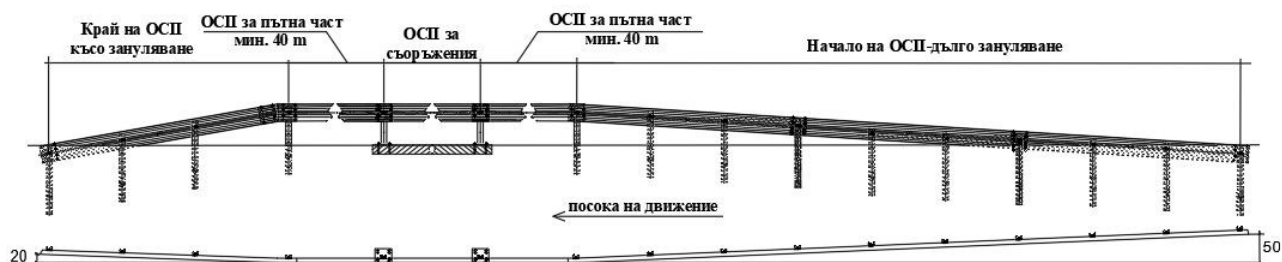 Край на ОСП
късо зануляване
ОСП за пътна част
мин. 40 m
ОСП за
съоръжения
ОСП за пътна част
мин. 40 m
Начало на ОСП-дълго зануляване
посока на движение
20
50